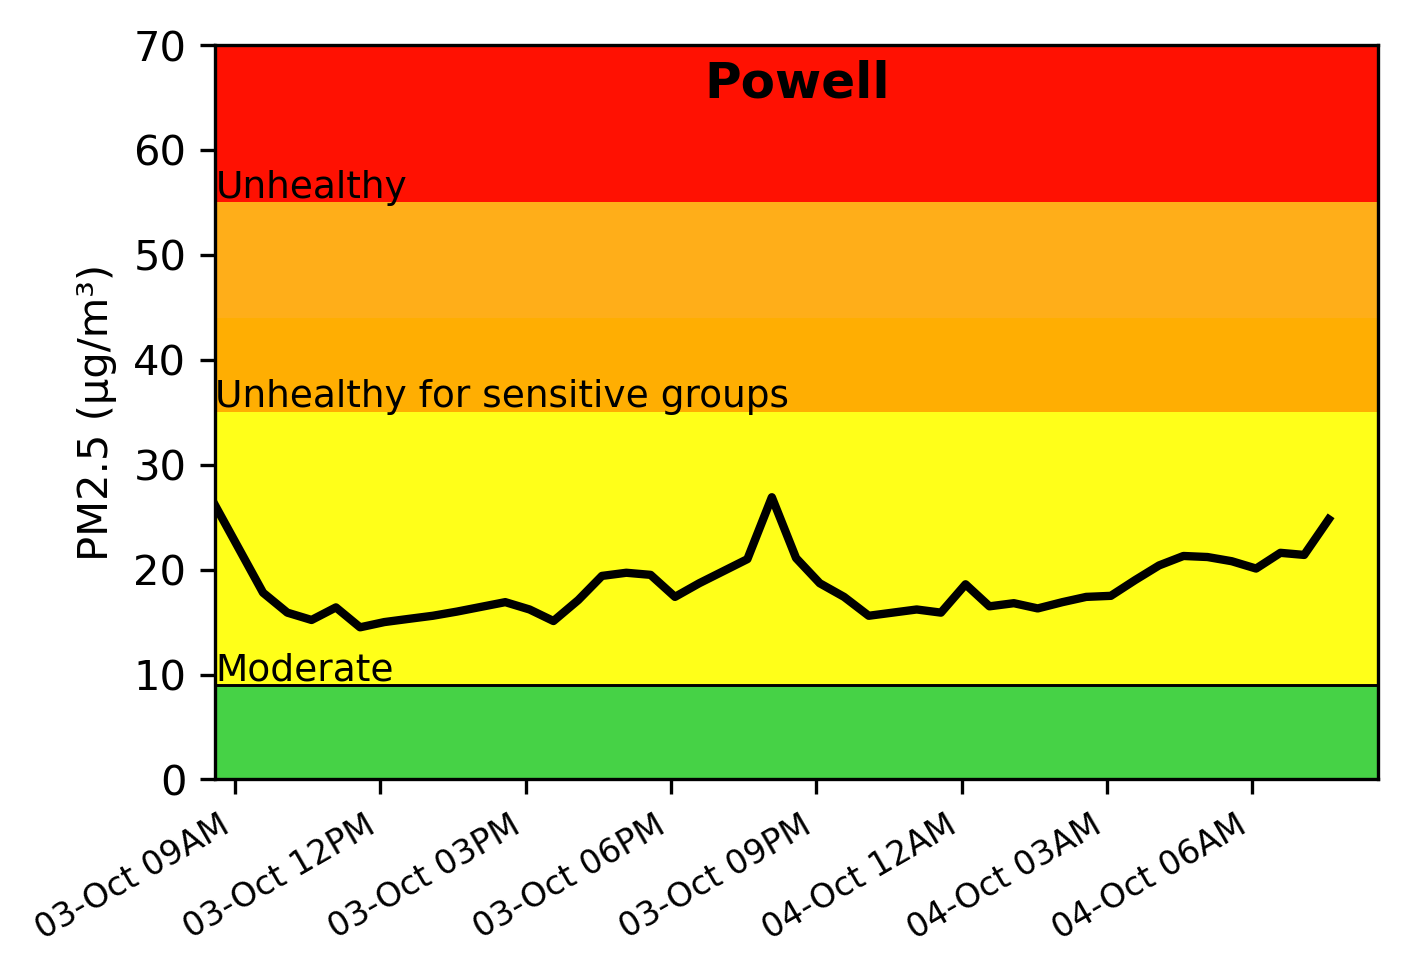 Powell
70
60
50
40
30
20
10
0
PM2.5 (µg/m³)
Unhealthy
Unhealthy for sensitive groups
Moderate
03-Oct 09AM
03-Oct 12PM
03-Oct 03PM
03-Oct 06PM
03-Oct 09PM
04-Oct 12AM
04-Oct 03AM
04-Oct 06AM